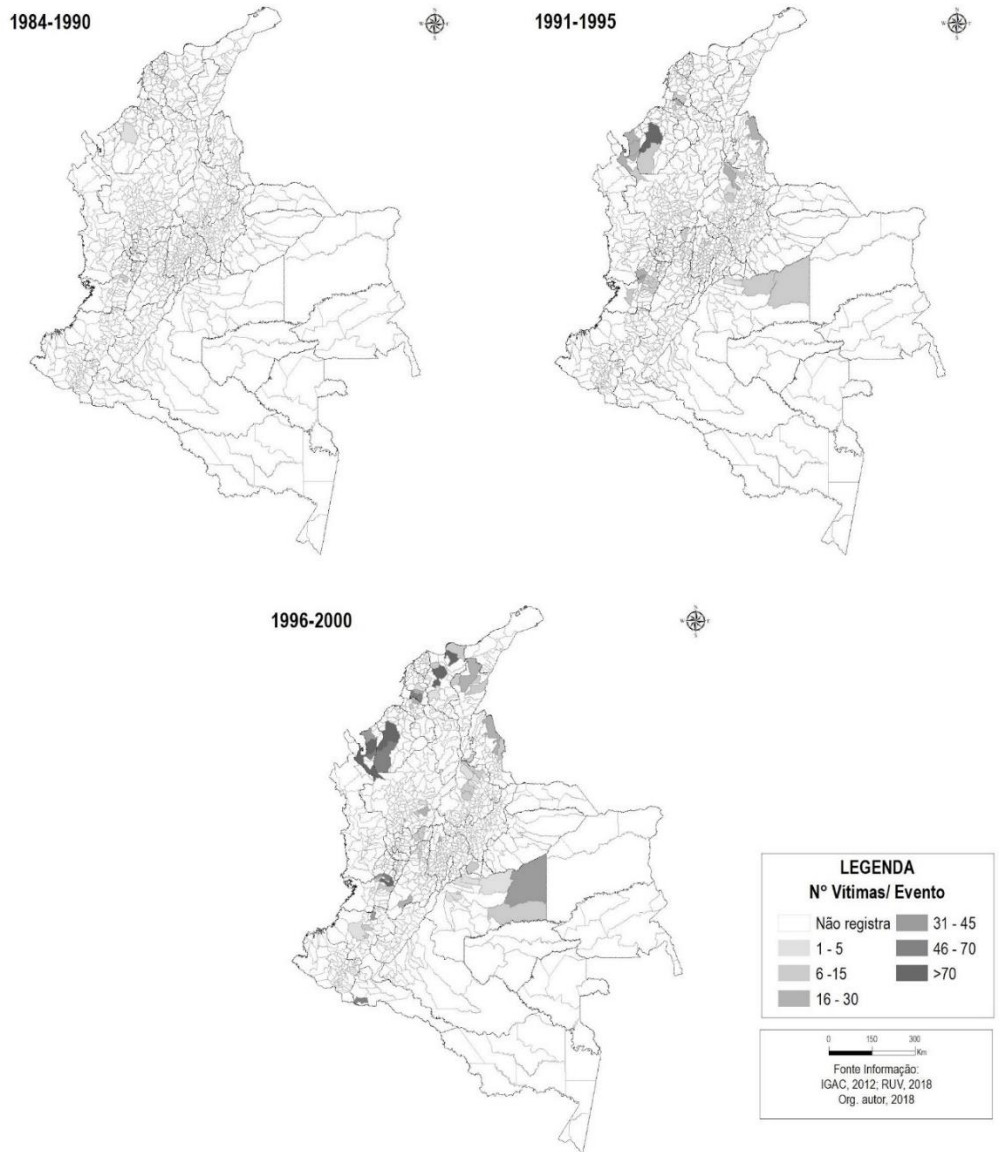 1984-1990
1991-1995
1996-2000
LEGENDA
Nº Vitimas/ Evento
Não registra
1 - 5
6 -15
16 - 30
31 - 45
46 - 70
>70
0 150 300
Km
Fonte Informação:
IGAC, 2012; RUV, 2018
Org. autor, 2018